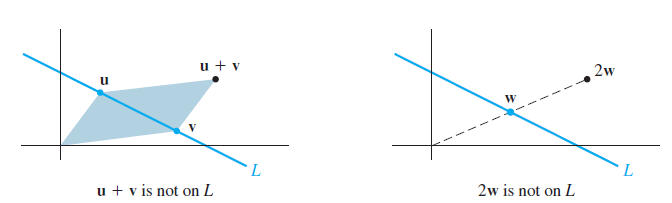 u + v
u
v
L
u + v is not on L
2w
w
L
2w is not on L